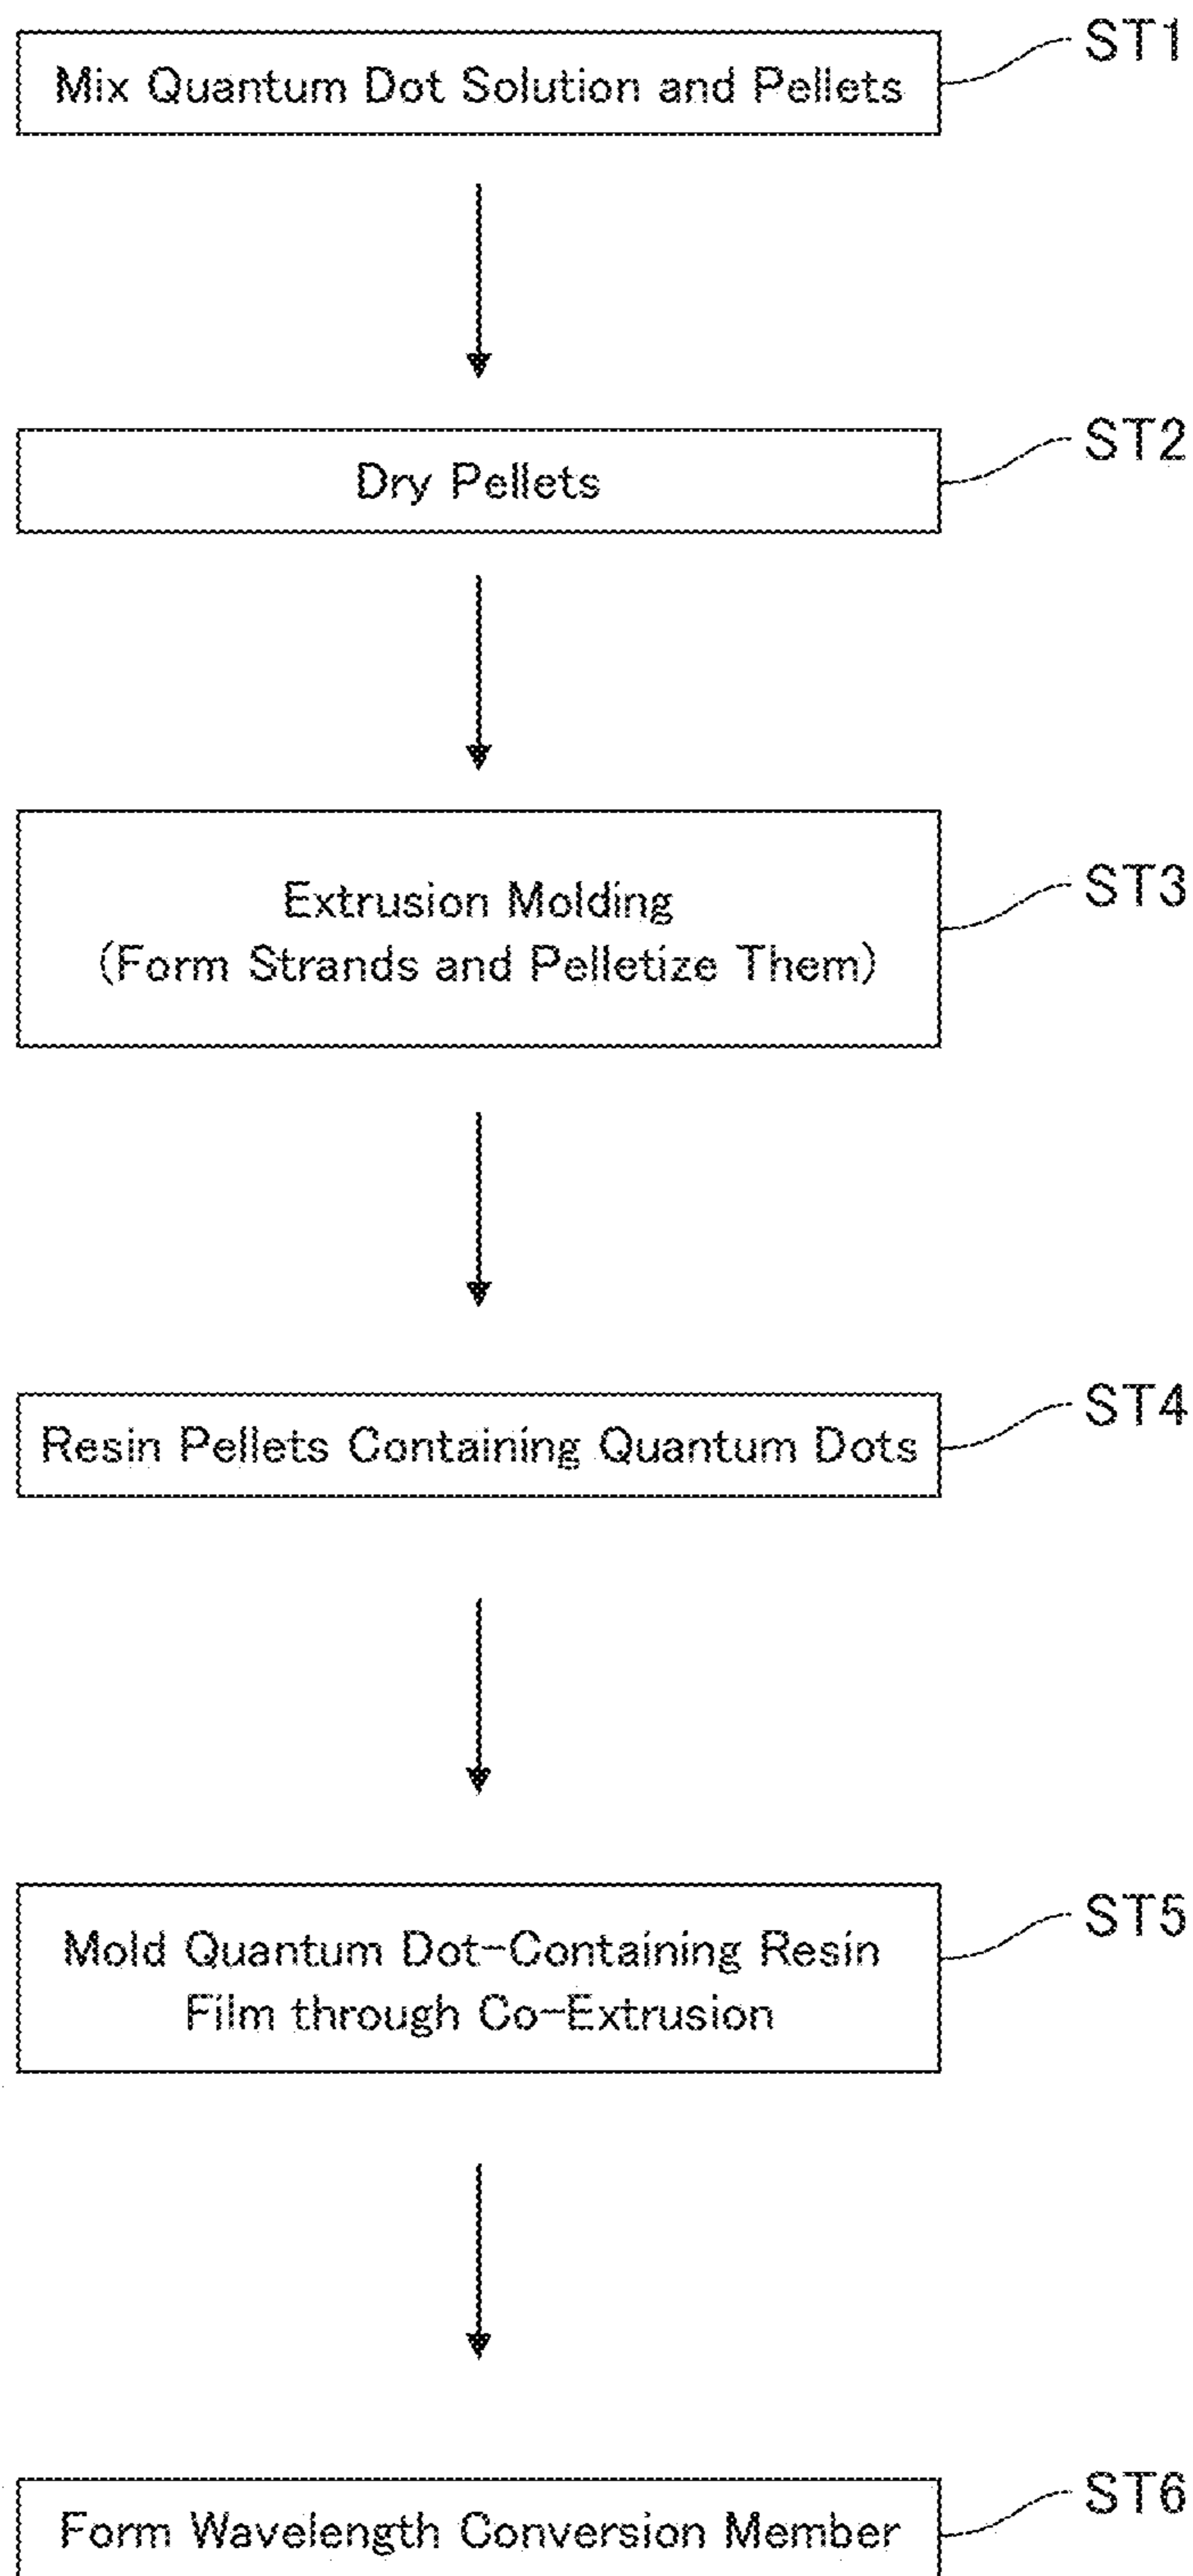 Mix Quantum Dot Solution and Pellets
ST1
Dry Pellets
ST2
Extrusion Molding
(Form Strands and Pelletize Them)
ST3
Resin Pellets Containing Quantum Dots
ST4
Mold Quantum Dot-Containing Resin
Film through Co-Extrusion
ST5
Form Wavelength Conversion Member
ST6